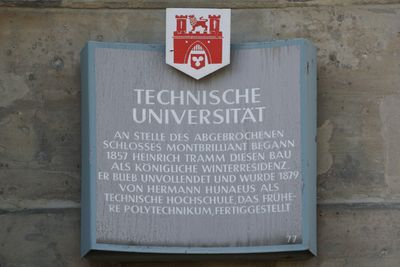 TECHNISCHE
UNIVERSITÄT
AN STELLE DES ABGEBROCHENEN
SCHLOSSES MONTBRILLANT BEGANN
1857 HEINRICH TRAMM DIESEN BAU
ALS KÖNIGLICHE WINTERRESIDENZ.
ER BLIEB UNVOLLENDET UND WURDE 1879
VON HERMANN HUNAEUS ALS
TECHNISCHE HOCHSCHULE, DAS FRÜHE-
RE POLYTECHNIKUM, FERTIGGESTELLT
77